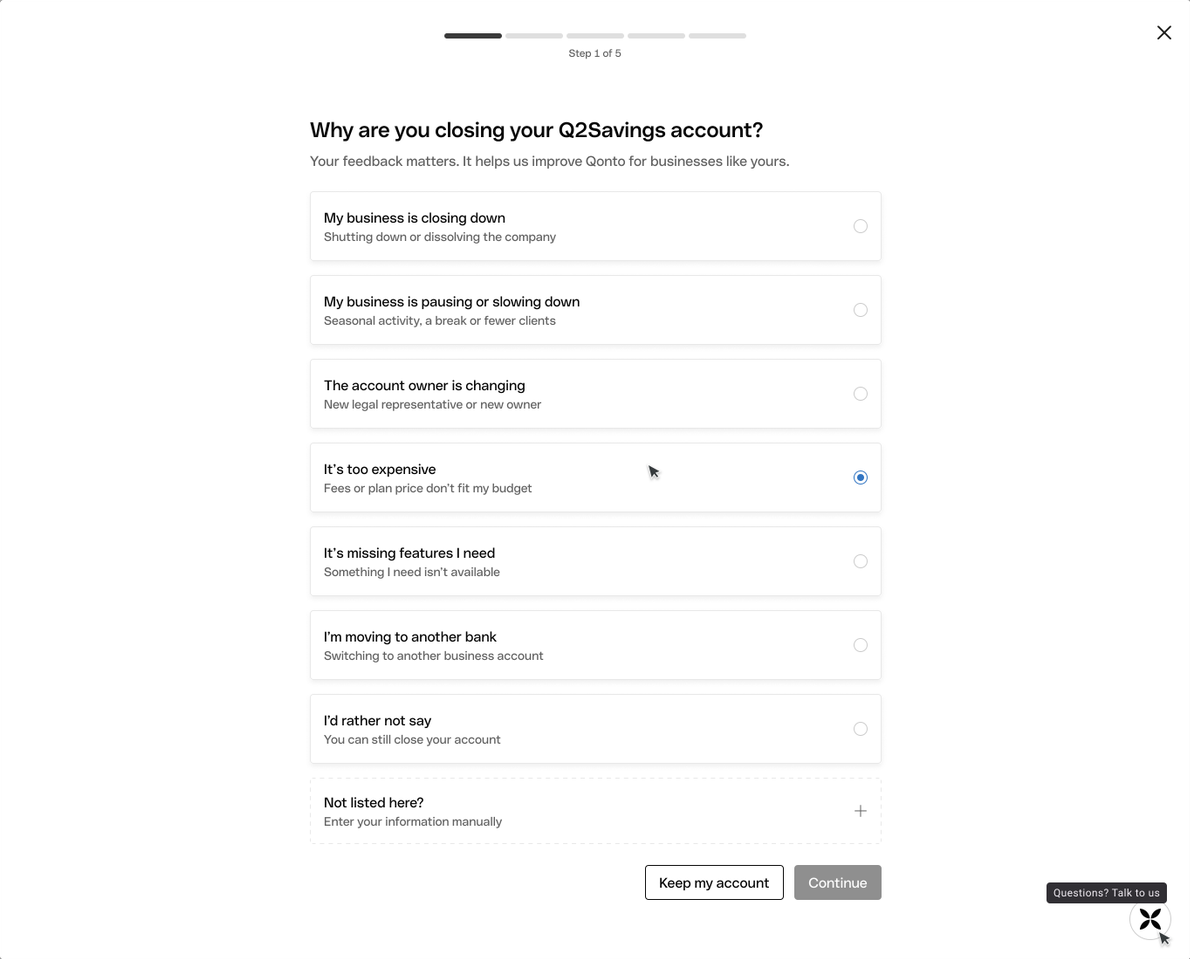 Step 1 of 5
Why are you closing your Q2Savings account?
Your feedback matters. It helps us improve Qonto for businesses like yours.
My business is closing down
Shutting down or dissolving the company
My business is pausing or slowing down
Seasonal activity, a break or fewer clients
The account owner is changing
New legal representative or new owner
It's too expensive
Fees or plan price don't fit my budget
It's missing features I need
Something I need isn't available
I'm moving to another bank
Switching to another business account
I'd rather not say
You can still close your account
Not listed here?
Enter your information manually
Keep my account
Continue
Questions? Talk to us